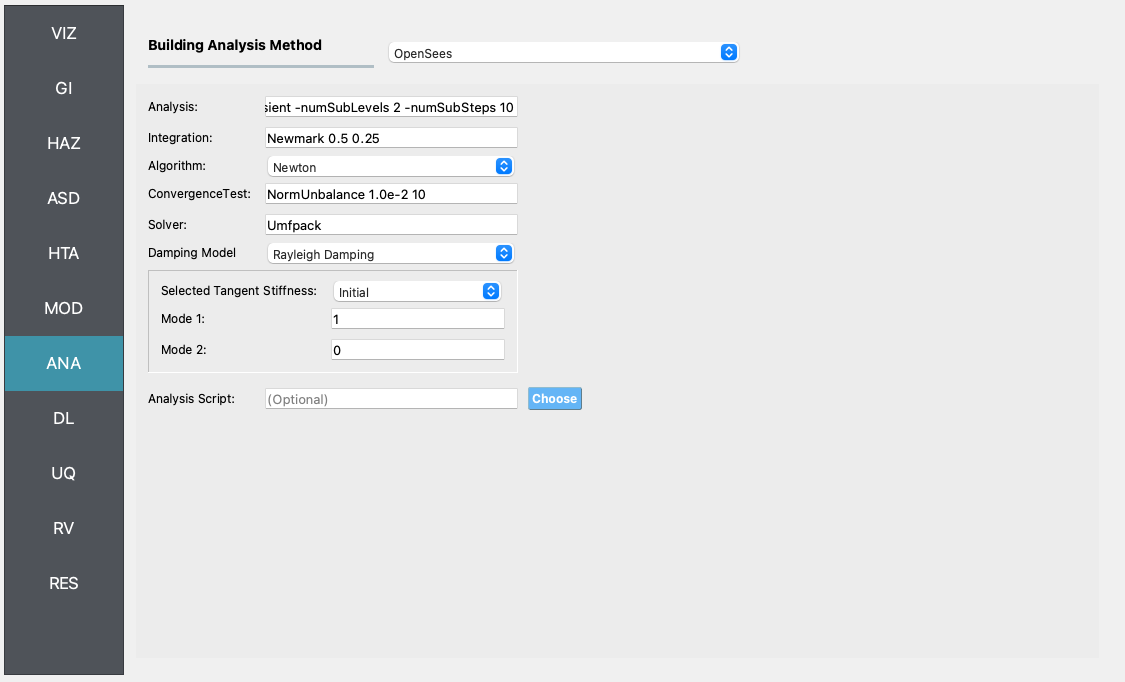 VIZ
GI
HAZ
ASD
HTA
MOD
ANA
DL
UQ
RV
RES
Building Analysis Method
OpenSees
Analysis: sient -numSubLevels 2 -numSubSteps 10
Integration: Newmark 0.5 0.25
Algorithm: Newton
ConvergenceTest: NormUnbalance 1.0e-2 10
Solver: Umfpack
Damping Model Rayleigh Damping
Selected Tangent Stiffness: Initial
Mode 1: 1
Mode 2: 0
Analysis Script: (Optional) Choose